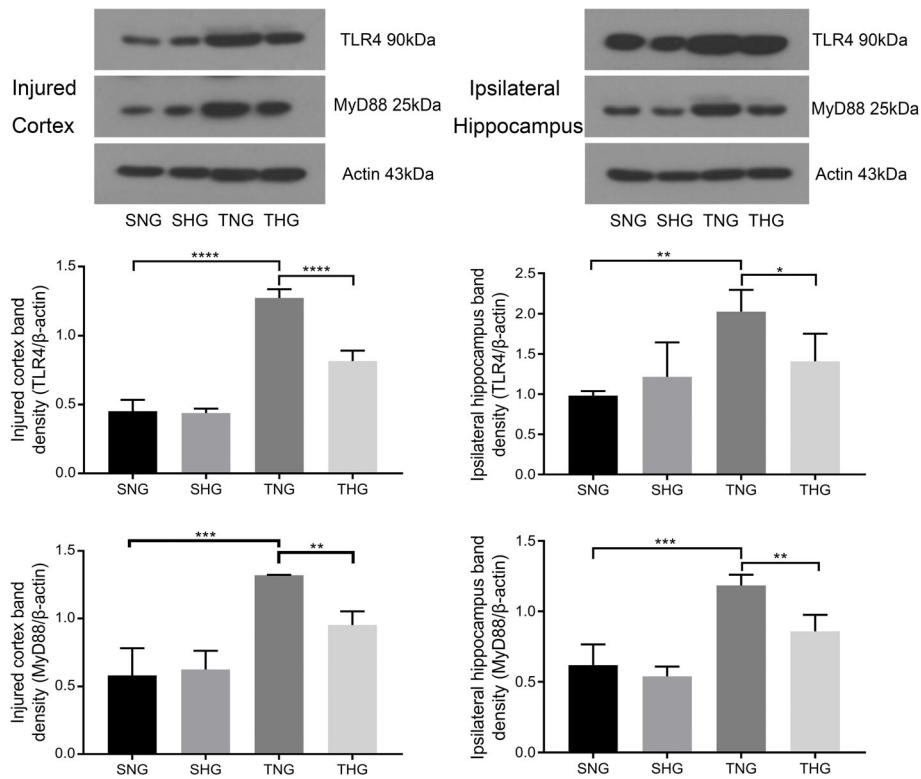 TLR4 90kDa
Injured
Cortex
MyD88 25kDa
Actin 43kDa
SNG SHG TNG THG
TLR4 90kDa
Ipsilateral
Hippocampus
MyD88 25kDa
Actin 43kDa
SNG SHG TNG THG
Injured cortex band
density (TLR4/β-actin)
1.5
1.0
0.5
0.0
****
****
SNG SHG TNG THG
Ipsilateral hippocampus band
density (TLR4/β-actin)
2.5
2.0
1.5
1.0
0.5
0.0
**
*
SNG SHG TNG THG
Injured cortex band
density (MyD88/β-actin)
1.5
1.0
0.5
0.0
***
**
SNG SHG TNG THG
Ipsilateral hippocampus band
density (MyD88/β-actin)
1.5
1.0
0.5
0.0
***
**
SNG SHG TNG THG